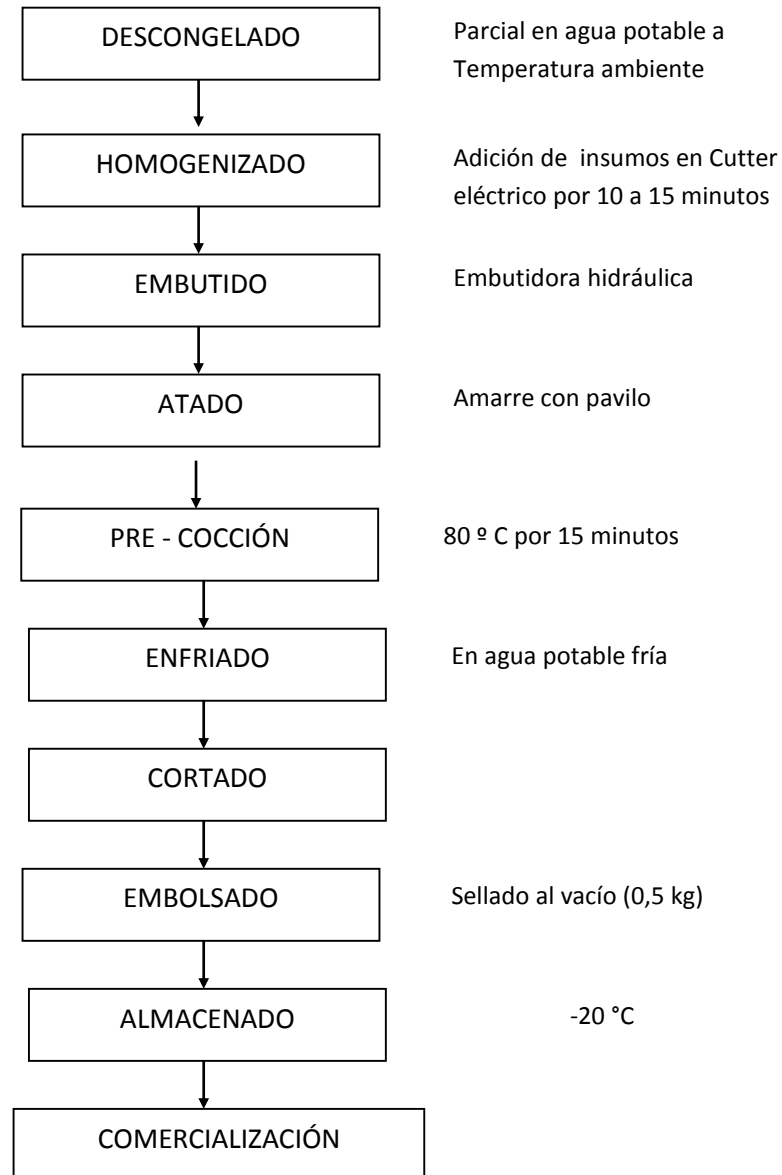 DESCONGELADO
Parcial en agua potable a
Temperatura ambiente
HOMOGENIZADO
Adición de insumos en Cutter
eléctrico por 10 a 15 minutos
EMBUTIDO
Embutidora hidráulica
ATADO
Amarre con pavilo
PRE - COCCIÓN
80 º C por 15 minutos
ENFRIADO
En agua potable fría
CORTADO
EMBOLSADO
Sellado al vacío (0,5 kg)
ALMACENADO
-20 °C
COMERCIALIZACIÓN